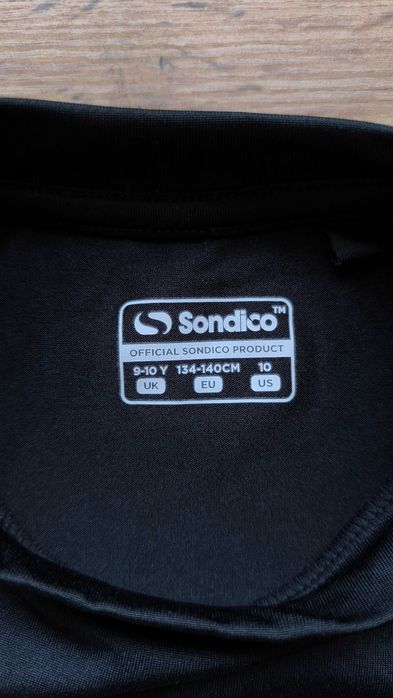 Sondico™
OFFICIAL SONDICO PRODUCT
9-10 Y 134-140CM 10
UK EU US